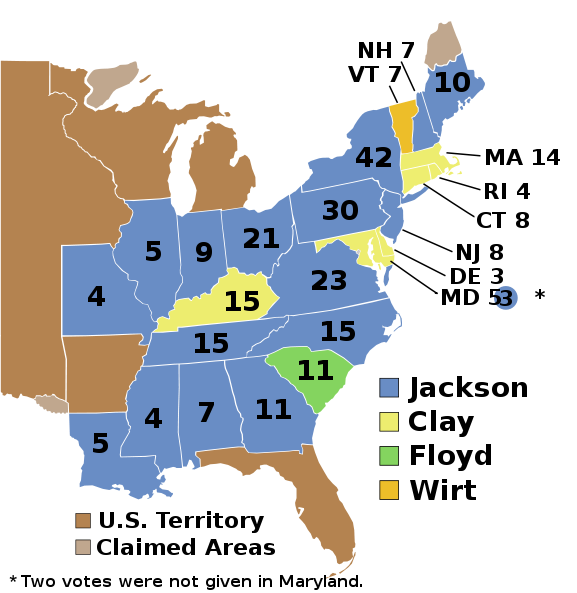 NH 7
VT 7
10
42
MA 14
RI 4
30
CT 8
5
9
21
NJ 8
23
DE 3
4
15
MD 5 3 *
15
15
11
Jackson
4
7
11
Clay
5
Floyd
Wirt
U.S. Territory
Claimed Areas
* Two votes were not given in Maryland.